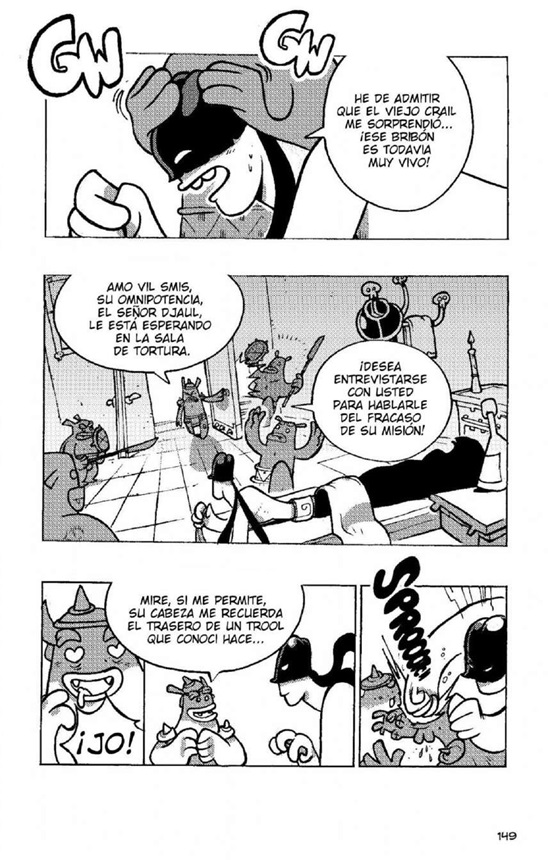 GW
GW
HE DE ADMITIR
QUE EL VIEJO CRAIL
ME SORPRENDIÓ...
¡ESE BRIBÓN
ES TODAVIA
MUY VIVO!
AMO VIL SMIS,
SU OMNIPOTENCIA,
EL SEÑOR DJAUL,
LE ESTÁ ESPERANDO
EN LA SALA
DE TORTURA.
¡DESEA
ENTREVISTARSE
CON USTED
PARA HABLARLE
DEL FRACASO
DE SU MISIÓN!
¡JO!
MIRE, SI ME PERMITE,
SU CABEZA ME RECUERDA
EL TRASERO DE UN TROOL
QUE CONOCI HACE...
149